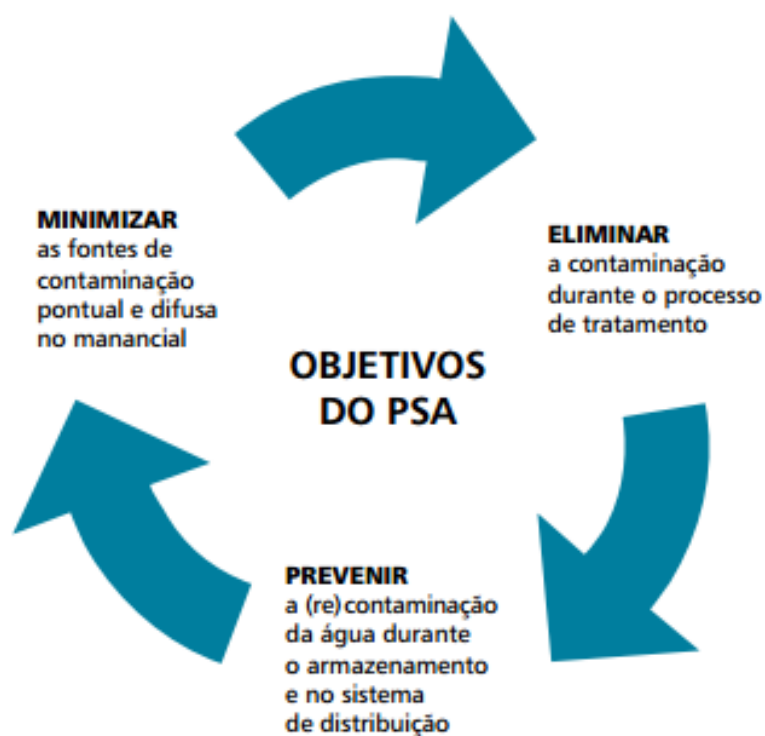 MINIMIZAR
as fontes de
contaminação
pontual e difusa
no manancial
ELIMINAR
a contaminação
durante o processo
de tratamento
OBJETIVOS
DO PSA
PREVENIR
a (re)contaminação
da água durante
o armazenamento
e no sistema
de distribuição